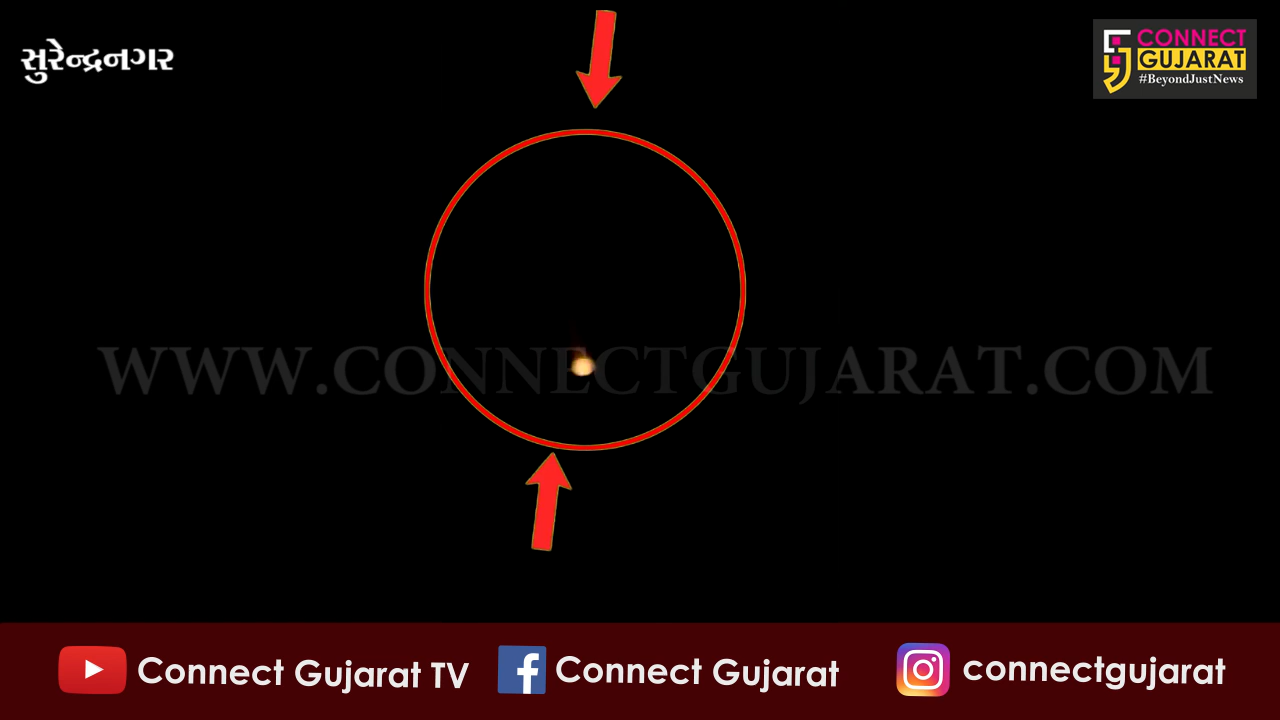 સુરેન્દ્રનગર
CONNECT
GUJARAT
#BeyondJustNews
WWW.CONNECTGUJARAT.COM
Connect Gujarat TV
Connect Gujarat
connectgujarat